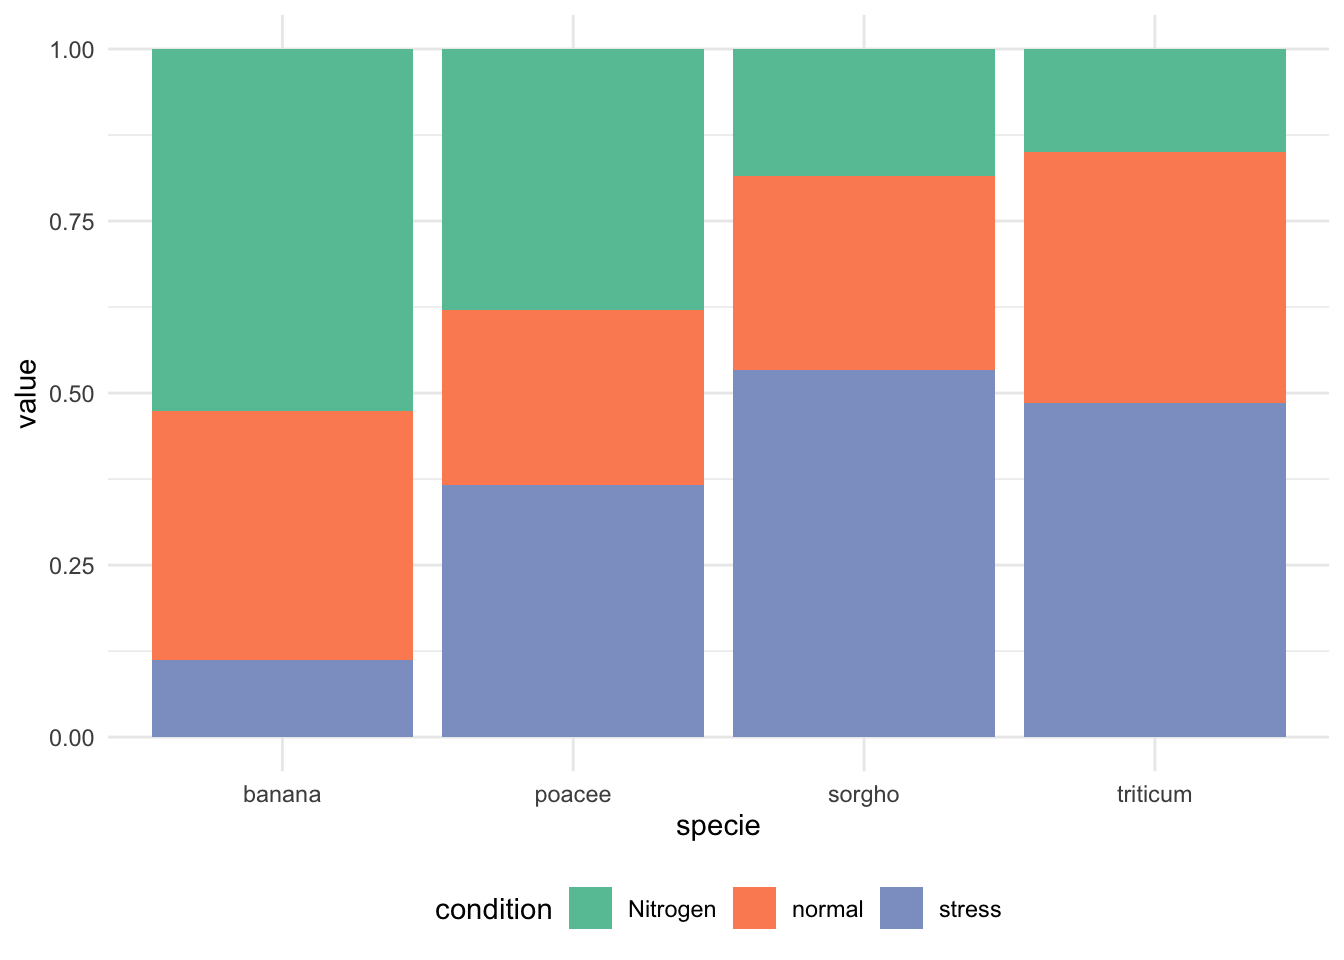 1.00
0.75
0.50
0.25
0.00
value
banana poacee sorgho triticum
specie
condition Nitrogen normal stress